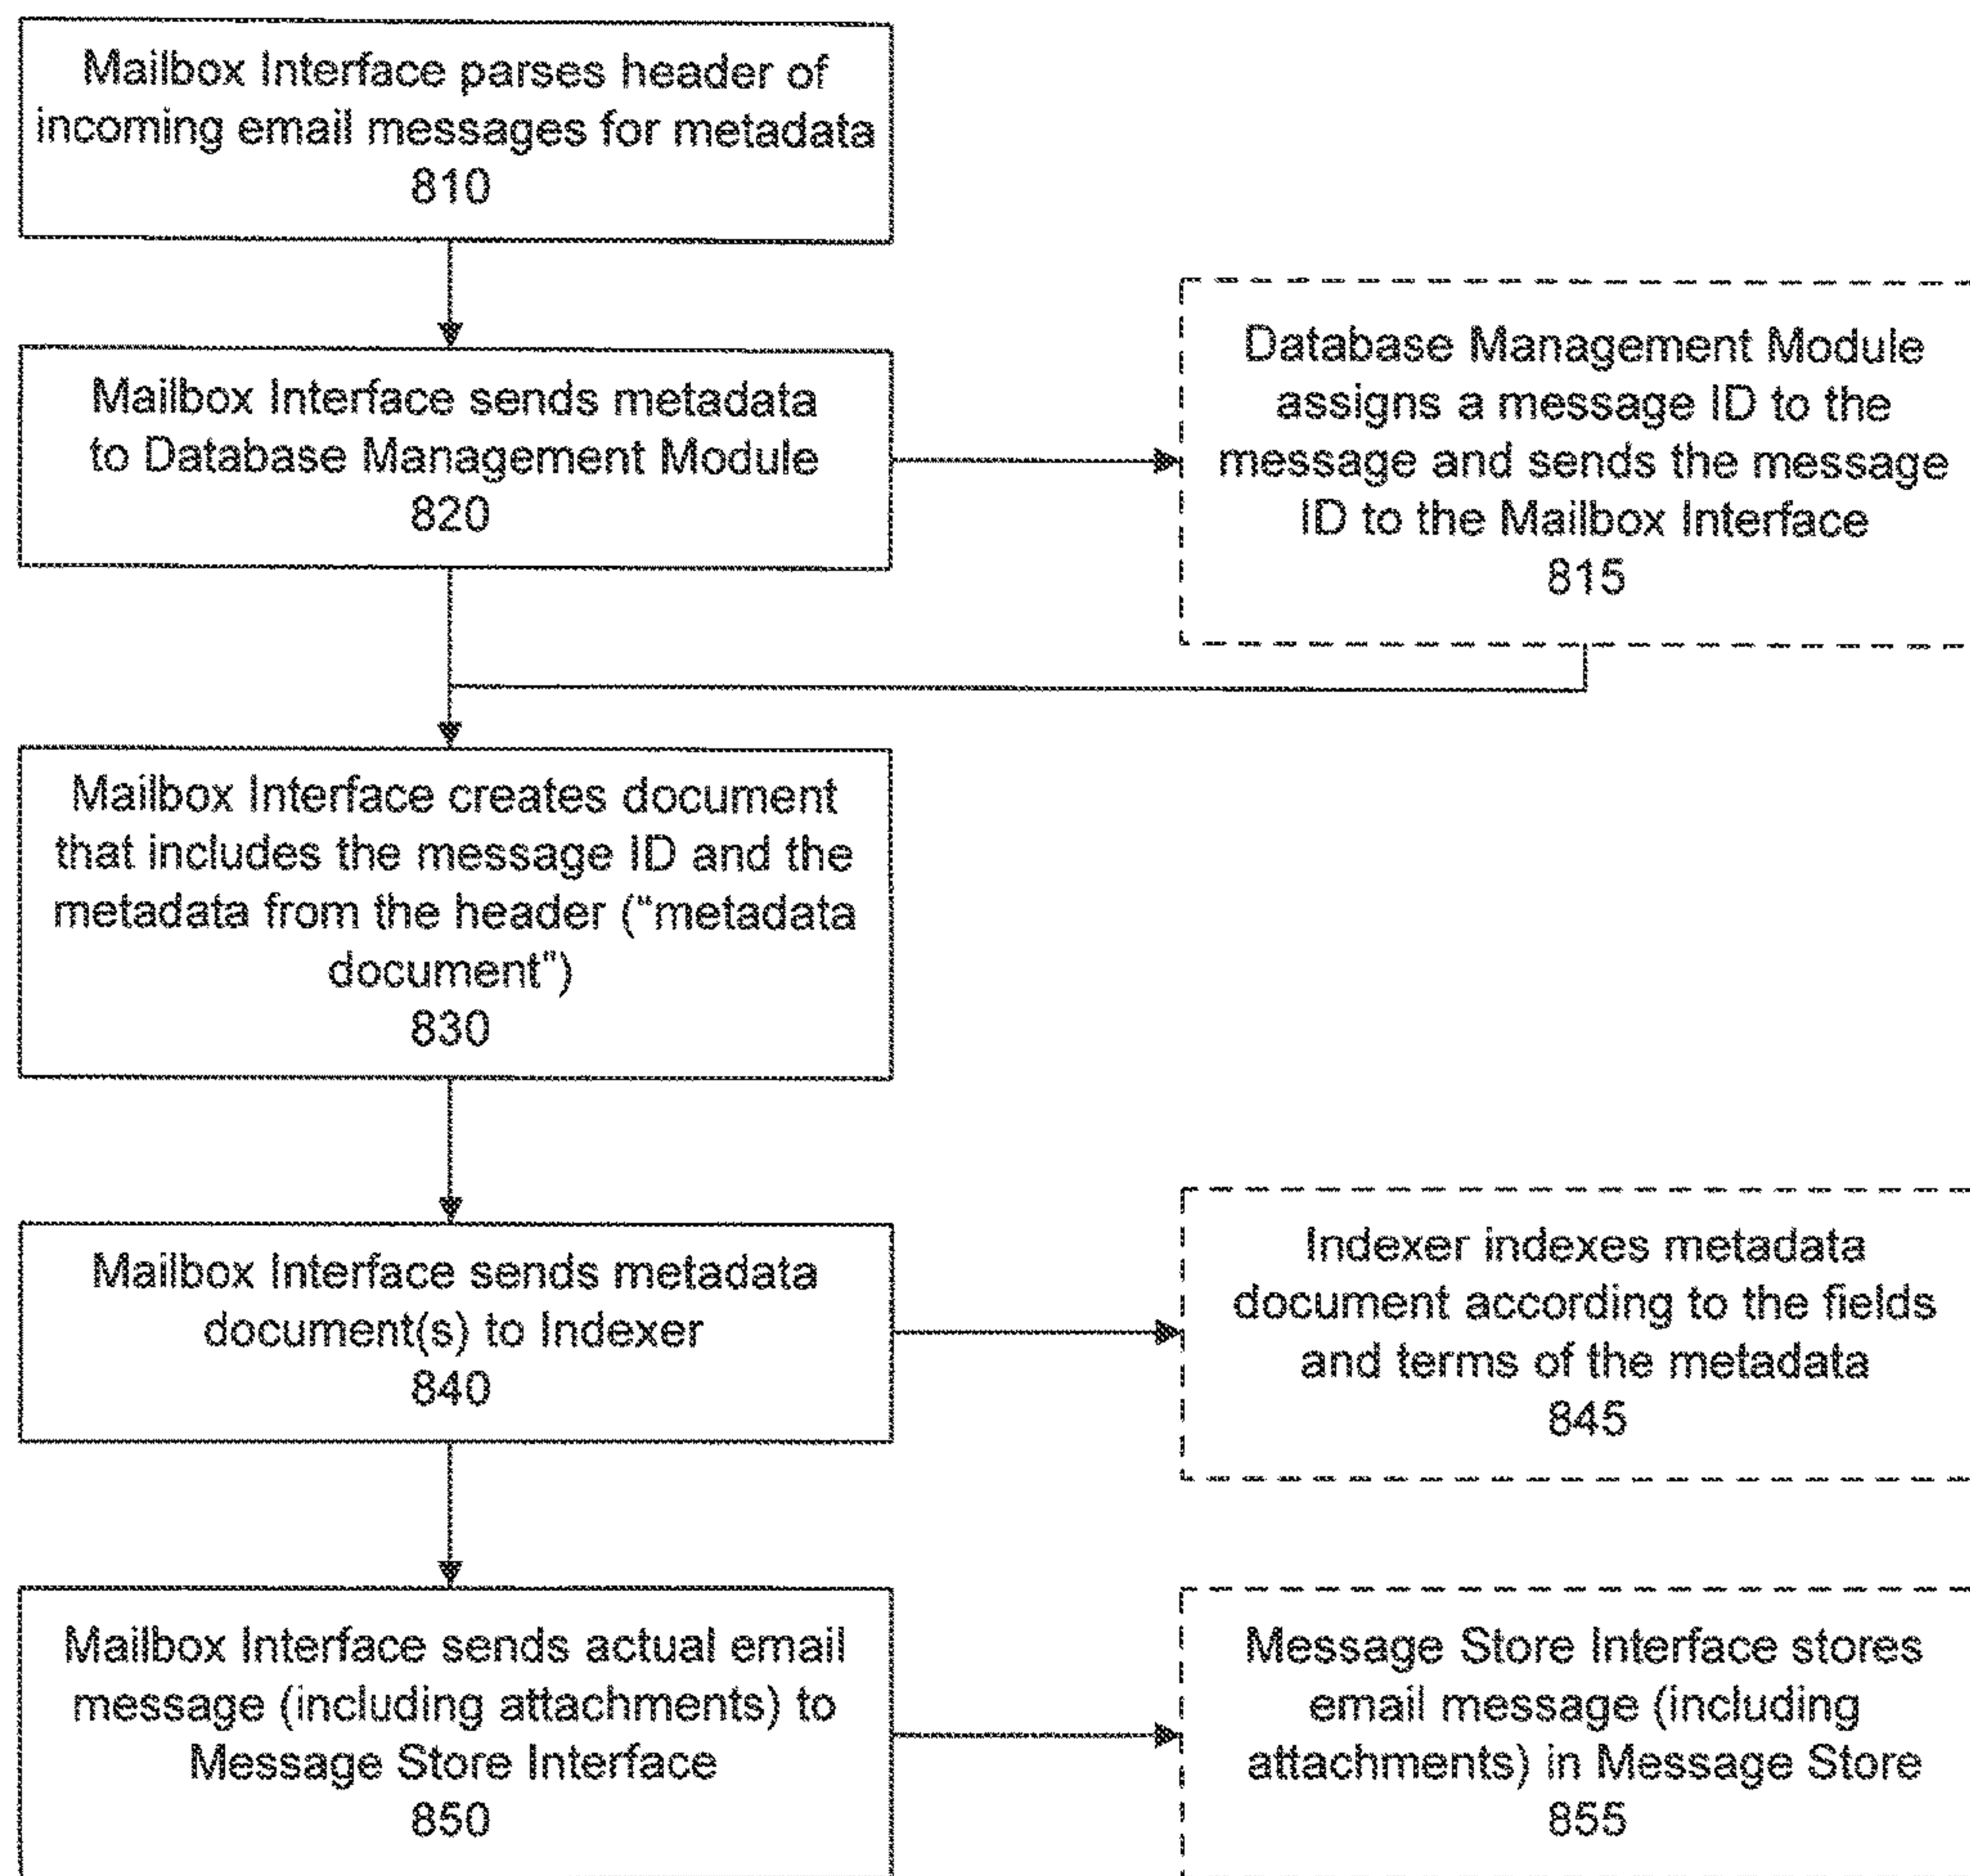 Mailbox Interface parses header of
incoming email messages for metadata
810
Mailbox Interface sends metadata
to Database Management Module
820
Database Management Module
assigns a message ID to the
message and sends the message
ID to the Mailbox Interface
815
Mailbox Interface creates document
that includes the message ID and the
metadata from the header (“metadata
document”)
830
Mailbox Interface sends metadata
document(s) to Indexer
840
Indexer indexes metadata
document according to the fields
and terms of the metadata
845
Mailbox Interface sends actual email
message (including attachments) to
Message Store Interface
850
Message Store Interface stores
email message (including
attachments) in Message Store
855